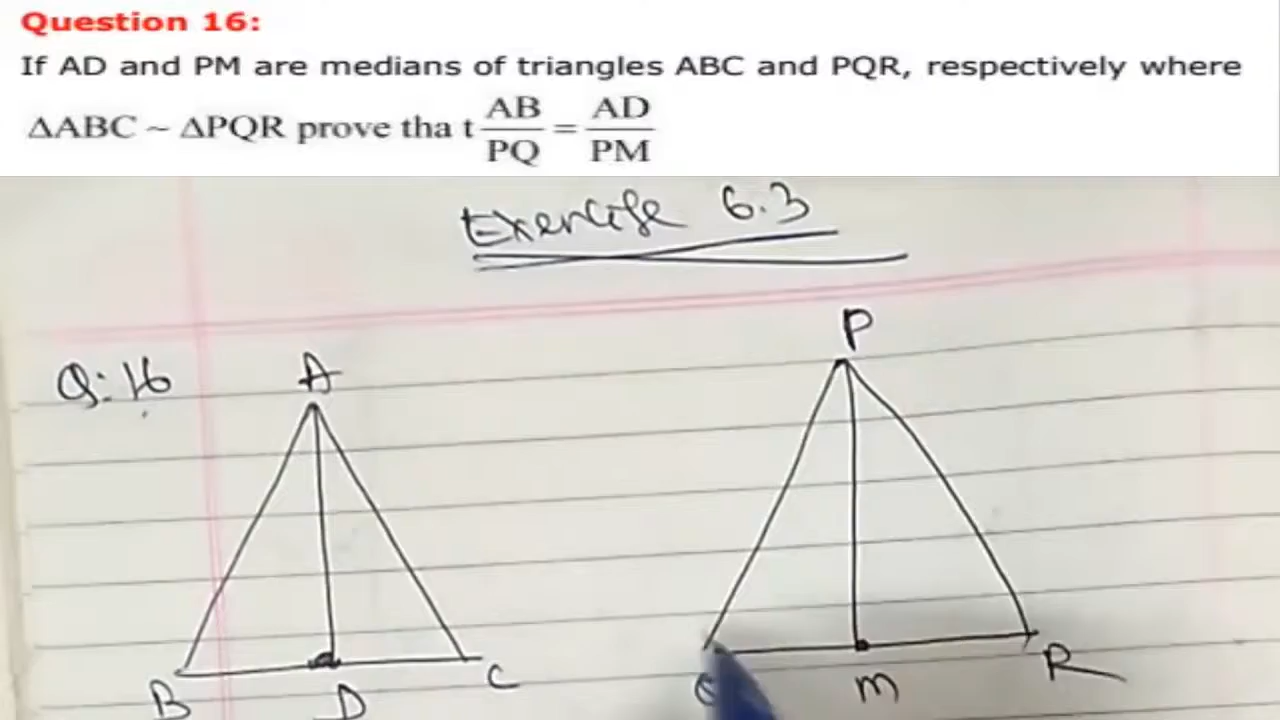 Question 16:
If AD and PM are medians of triangles ABC and PQR, respectively where
ΔABC ~ ΔPQR prove tha t AB/PQ = AD/PM
Exercise 6.3
Q: 16
A
P
B
D
C
M
R